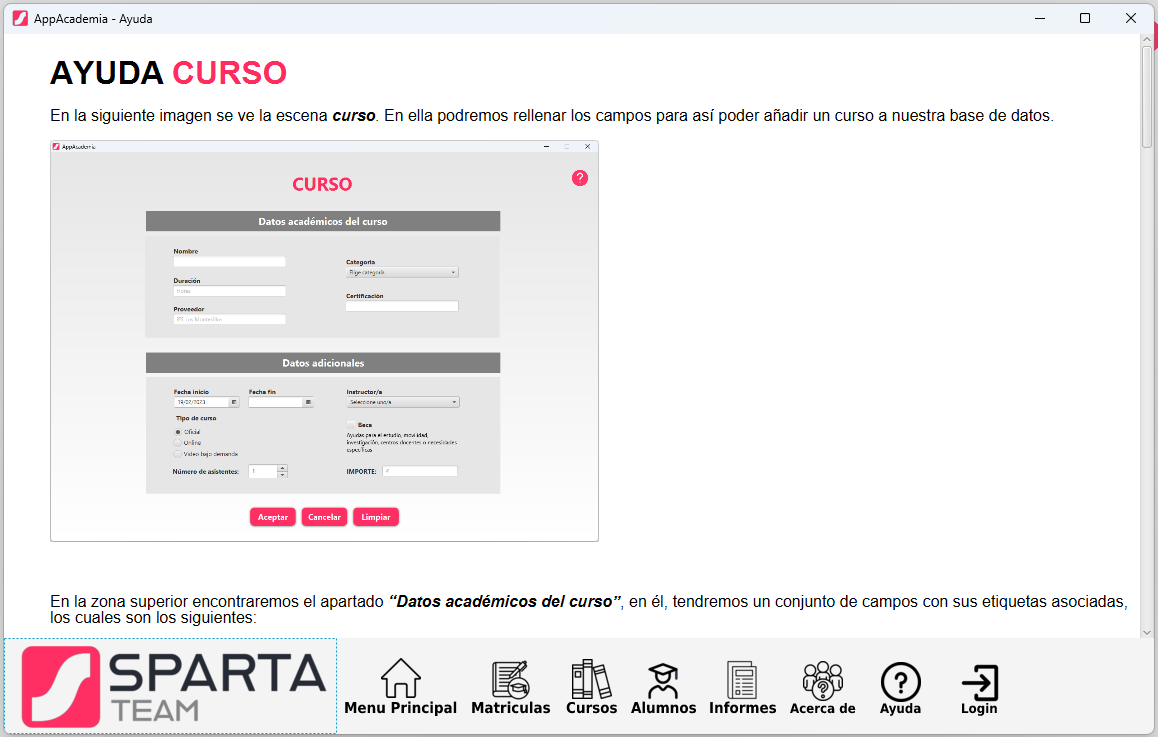 AppAcademia - Ayuda
AYUDA CURSO
En la siguiente imagen se ve la escena curso. En ella podremos rellenar los campos para así poder añadir un curso a nuestra base de datos.
AppAcademia
CURSO
?
Datos académicos del curso
Nombre
Categoría
Elige categoría
Duración
Horas
Certificación
Proveedor
IES Los Montecillos
Datos adicionales
Fecha inicio
Fecha fin
Instructor/a
19/02/2023
Seleccione uno/a
Tipo de curso
Oficial
Beca
Online
Ayudas para el estudio, movilidad,
investigación, centros docentes o necesidades
específicas
Video bajo demanda
Número de asistentes:
1
IMPORTE:
€
Aceptar
Cancelar
Limpiar
En la zona superior encontraremos el apartado “Datos académicos del curso”, en él, tendremos un conjunto de campos con sus etiquetas asociadas,
los cuales son los siguientes:
SPARTA
TEAM
Menu Principal
Matriculas
Cursos
Alumnos
Informes
Acerca de
Ayuda
Login